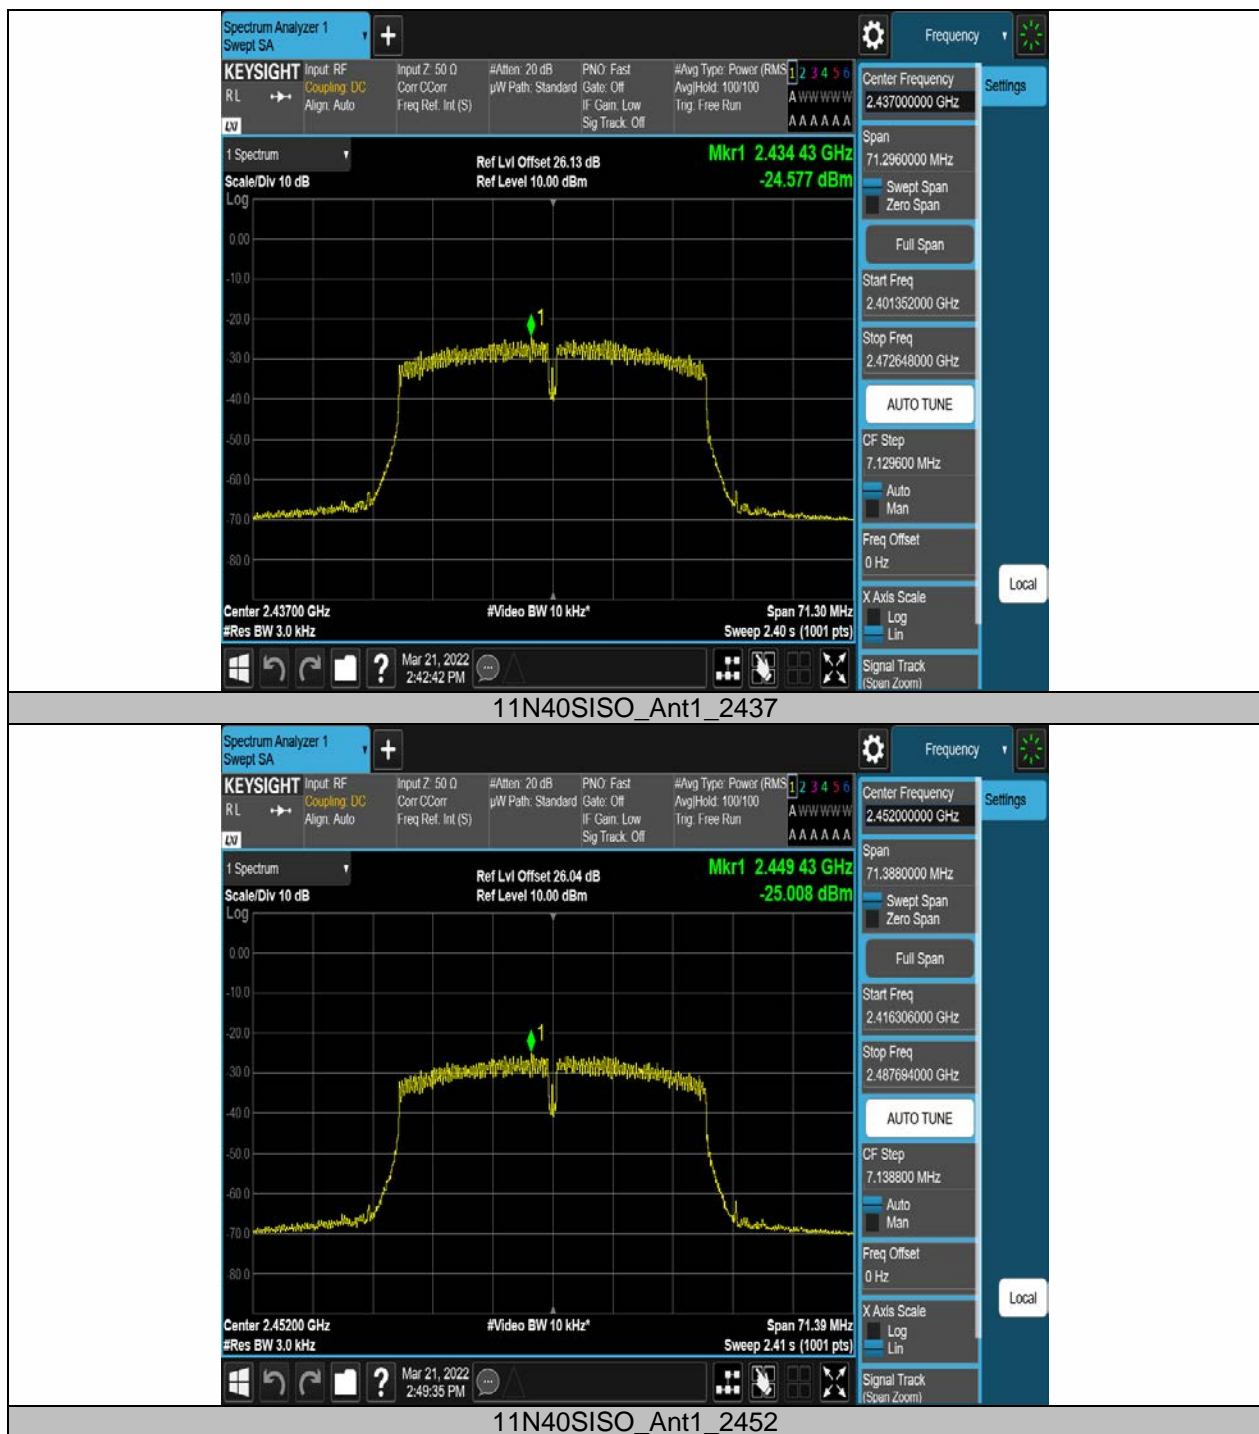 Spectrum Analyzer 1
Swept SA
Frequency
KEYSIGHT
RL
LXI
Input: RF
Coupling: DC
Align: Auto
Input Z: 50 Ω
Corr CCorr
Freq Ref: Int (S)
#Atten: 20 dB
µW Path: Standard
PNO: Fast
Gate: Off
IF Gain: Low
Sig Track: Off
#Avg Type: Power (RMS
Avg|Hold: 100/100
Trig: Free Run
1 2 3 4 5 6
A W W W W W
A A A A A A
1 Spectrum
Scale/Div 10 dB
Log
Ref Lvl Offset 26.13 dB
Ref Level 10.00 dBm
Mkr1 2.434 43 GHz
-24.577 dBm
0.00
-10.0
-20.0
-30.0
-40.0
-50.0
-60.0
-70.0
-80.0
1
Center 2.43700 GHz
#Res BW 3.0 kHz
#Video BW 10 kHz*
Span 71.30 MHz
Sweep 2.40 s (1001 pts)
Mar 21, 2022
2:42:42 PM
Center Frequency
2.437000000 GHz
Settings
Span
71.2960000 MHz
Swept Span
Zero Span
Full Span
Start Freq
2.401352000 GHz
Stop Freq
2.472648000 GHz
AUTO TUNE
CF Step
7.129600 MHz
Auto
Man
Freq Offset
0 Hz
Local
X Axis Scale
Log
Lin
Signal Track
(Span Zoom)
11N40SISO_Ant1_2437
Spectrum Analyzer 1
Swept SA
Frequency
KEYSIGHT
RL
LXI
Input: RF
Coupling: DC
Align: Auto
Input Z: 50 Ω
Corr CCorr
Freq Ref: Int (S)
#Atten: 20 dB
µW Path: Standard
PNO: Fast
Gate: Off
IF Gain: Low
Sig Track: Off
#Avg Type: Power (RMS
Avg|Hold: 100/100
Trig: Free Run
1 2 3 4 5 6
A W W W W W
A A A A A A
1 Spectrum
Scale/Div 10 dB
Log
Ref Lvl Offset 26.04 dB
Ref Level 10.00 dBm
Mkr1 2.449 43 GHz
-25.008 dBm
0.00
-10.0
-20.0
-30.0
-40.0
-50.0
-60.0
-70.0
-80.0
1
Center 2.45200 GHz
#Res BW 3.0 kHz
#Video BW 10 kHz*
Span 71.39 MHz
Sweep 2.41 s (1001 pts)
Mar 21, 2022
2:49:35 PM
Center Frequency
2.452000000 GHz
Settings
Span
71.3880000 MHz
Swept Span
Zero Span
Full Span
Start Freq
2.416306000 GHz
Stop Freq
2.487694000 GHz
AUTO TUNE
CF Step
7.138800 MHz
Auto
Man
Freq Offset
0 Hz
Local
X Axis Scale
Log
Lin
Signal Track
(Span Zoom)
11N40SISO_Ant1_2452